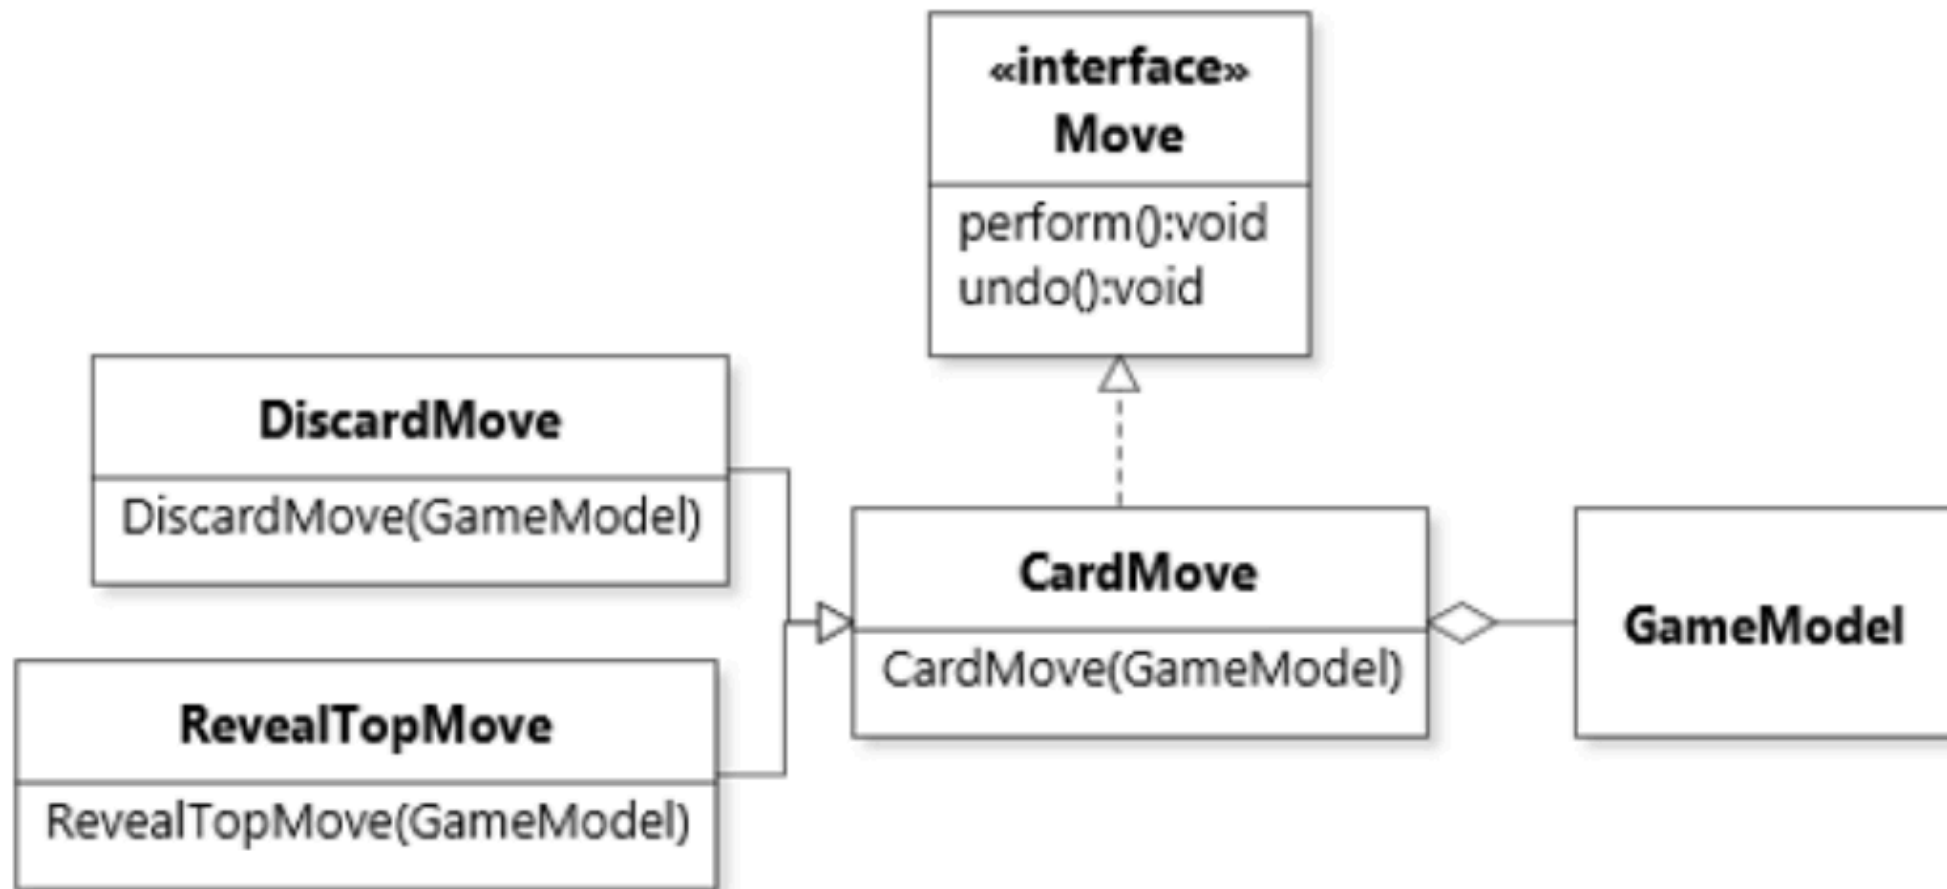 «interface»
Move
perform():void
undo():void
DiscardMove
DiscardMove(GameModel)
CardMove
CardMove(GameModel)
GameModel
RevealTopMove
RevealTopMove(GameModel)